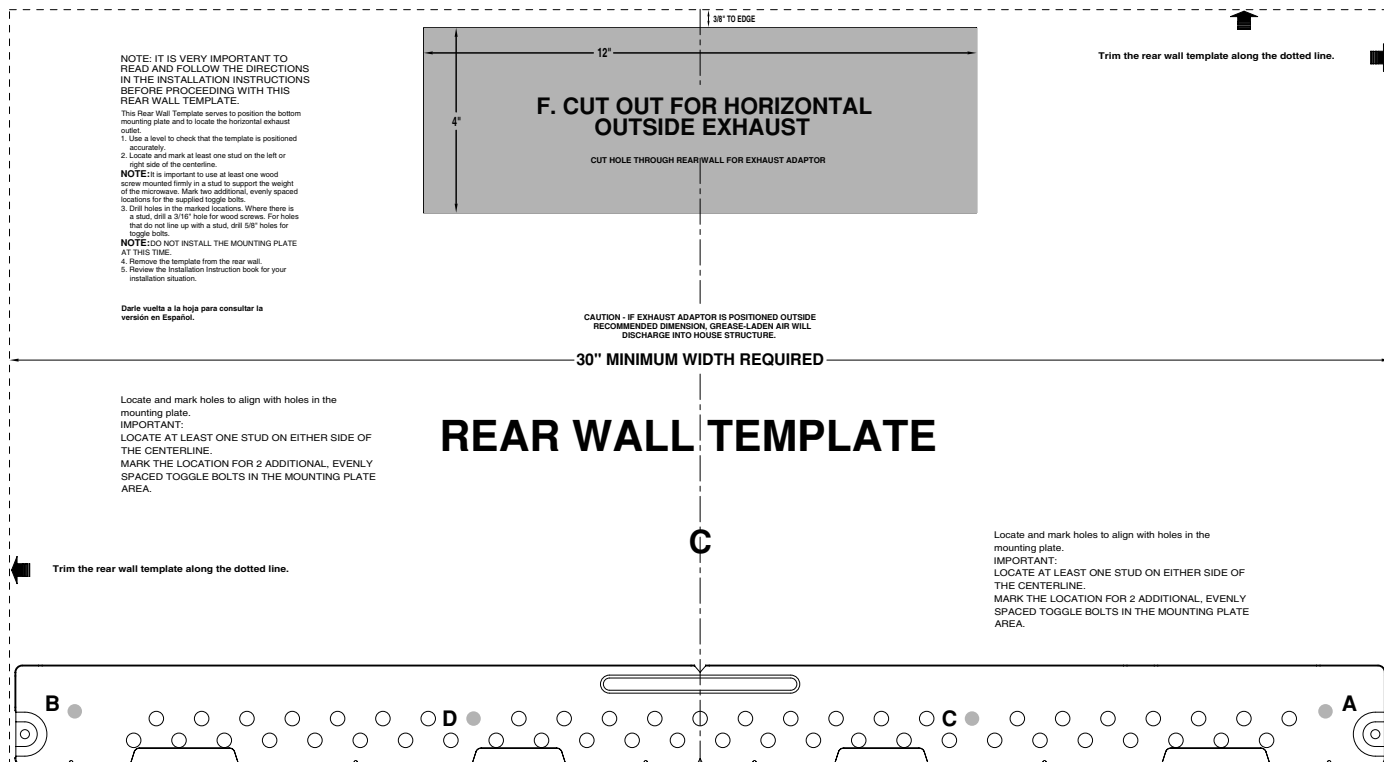 3/8" TO EDGE
12"
4"
F. CUT OUT FOR HORIZONTAL
OUTSIDE EXHAUST
CUT HOLE THROUGH REAR WALL FOR EXHAUST ADAPTOR
Trim the rear wall template along the dotted line.
NOTE: IT IS VERY IMPORTANT TO
READ AND FOLLOW THE DIRECTIONS
IN THE INSTALLATION INSTRUCTIONS
BEFORE PROCEEDING WITH THIS
REAR WALL TEMPLATE.
This Rear Wall Template serves to position the bottom
mounting plate and to locate the horizontal exhaust
outlet.
1. Use a level to check that the template is positioned
accurately.
2. Locate and mark at least one stud on the left or
right side of the centerline.
NOTE: It is important to use at least one wood
screw mounted firmly in a stud to support the weight
of the microwave. Mark two additional, evenly spaced
locations for the supplied toggle bolts.
3. Drill holes in the marked locations. Where there is
a stud, drill a 3/16" hole for wood screws. For holes
that do not line up with a stud, drill 5/8" holes for
toggle bolts.
NOTE: DO NOT INSTALL THE MOUNTING PLATE
AT THIS TIME.
4. Remove the template from the rear wall.
5. Review the Installation Instruction book for your
installation situation.
Darle vuelta a la hoja para consultar la
versión en Español.
CAUTION - IF EXHAUST ADAPTOR IS POSITIONED OUTSIDE
RECOMMENDED DIMENSION, GREASE-LADEN AIR WILL
DISCHARGE INTO HOUSE STRUCTURE.
30" MINIMUM WIDTH REQUIRED
Locate and mark holes to align with holes in the
mounting plate.
IMPORTANT:
LOCATE AT LEAST ONE STUD ON EITHER SIDE OF
THE CENTERLINE.
MARK THE LOCATION FOR 2 ADDITIONAL, EVENLY
SPACED TOGGLE BOLTS IN THE MOUNTING PLATE
AREA.
REAR WALL TEMPLATE
C
Trim the rear wall template along the dotted line.
Locate and mark holes to align with holes in the
mounting plate.
IMPORTANT:
LOCATE AT LEAST ONE STUD ON EITHER SIDE OF
THE CENTERLINE.
MARK THE LOCATION FOR 2 ADDITIONAL, EVENLY
SPACED TOGGLE BOLTS IN THE MOUNTING PLATE
AREA.
B
D
C
A